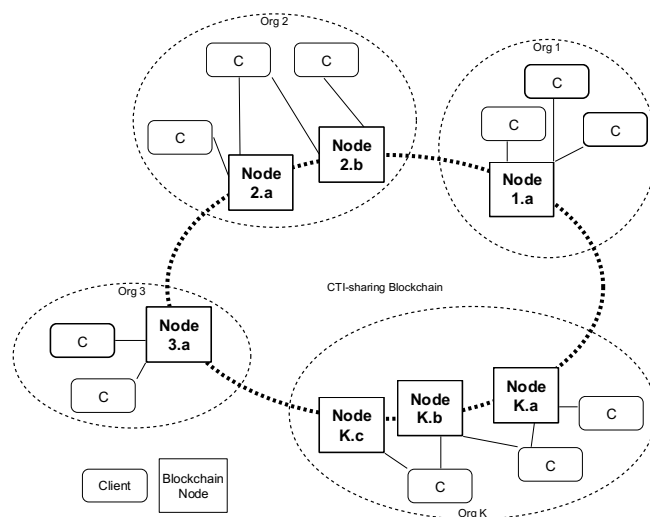 Org 2
Org 1
C
C
C
C
C
C
Node
2.b
Node
2.a
Node
1.a
CTI-sharing Blockchain
Org 3
Node
3.a
C
C
Node
K.a
Node
K.b
Node
K.c
C
C
C
Client
Blockchain
Node
Org K